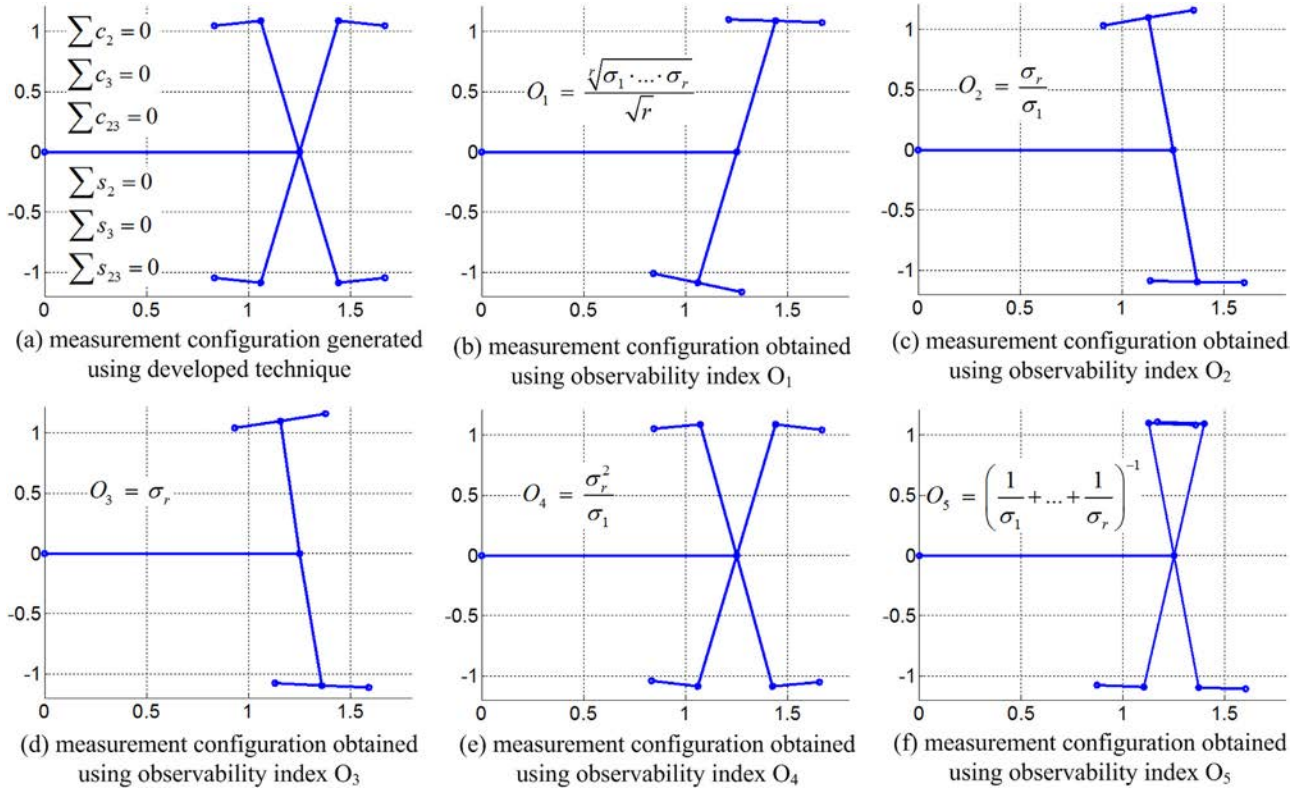 1
0.5
0
-0.5
-1
∑c₂ = 0
∑c₃ = 0
∑c₂₃ = 0
∑s₂ = 0
∑s₃ = 0
∑s₂₃ = 0
0 0.5 1 1.5
(a) measurement configuration generated
using developed technique
1
0.5
0
-0.5
-1
O₁ = ʳ√(σ₁ · ... · σᵣ) / √r
0 0.5 1 1.5
(b) measurement configuration obtained
using observability index O₁
1
0.5
0
-0.5
-1
O₂ = σᵣ / σ₁
0 0.5 1 1.5
(c) measurement configuration obtained
using observability index O₂
1
0.5
0
-0.5
-1
O₃ = σᵣ
0 0.5 1 1.5
(d) measurement configuration obtained
using observability index O₃
1
0.5
0
-0.5
-1
O₄ = σᵣ² / σ₁
0 0.5 1 1.5
(e) measurement configuration obtained
using observability index O₄
1
0.5
0
-0.5
-1
O₅ = (1/σ₁ + ... + 1/σᵣ)⁻¹
0 0.5 1 1.5
(f) measurement configuration obtained
using observability index O₅